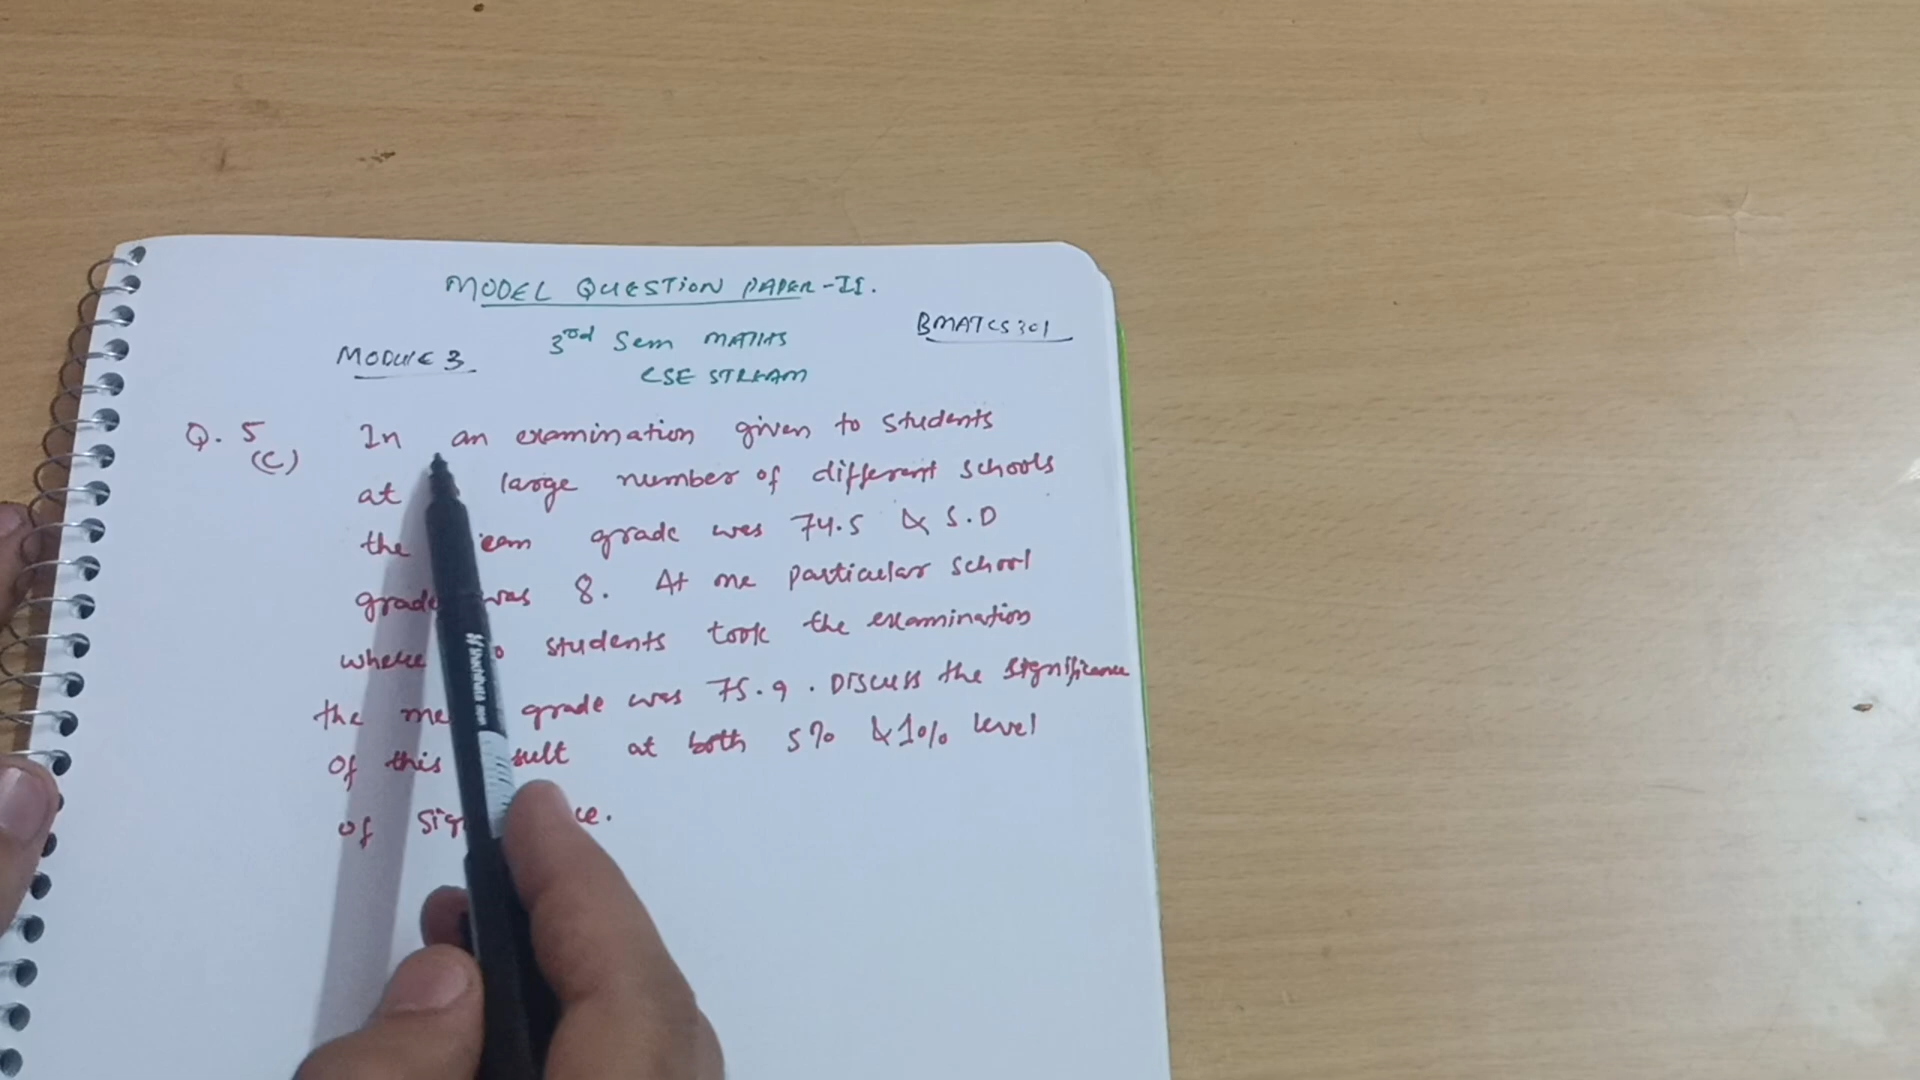 MODEL QUESTION PAPER-II.
3rd Sem MATHS
BMATCS301
MODULE 3
CSE STREAM
Q. 5 In an examination given to students
(C)
at large number of different schools
the grade was 74.5 & S.D
grade was 8. At one particular school
where students took the examination
the grade was 75.9. Discuss the significance
of this at both 5% & 1% level
of